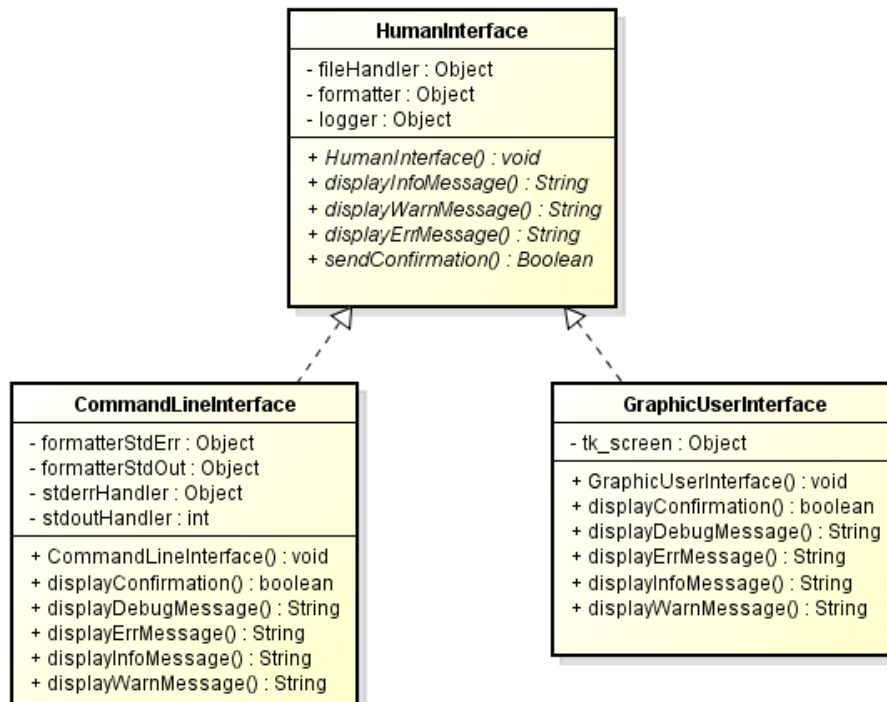 HumanInterface
- fileHandler : Object
- formatter : Object
- logger : Object
+ HumanInterface() : void
+ displayInfoMessage() : String
+ displayWarnMessage() : String
+ displayErrMessage() : String
+ sendConfirmation() : Boolean
CommandLineInterface
- formatterStdErr : Object
- formatterStdOut : Object
- stderrHandler : Object
- stdoutHandler : int
+ CommandLineInterface() : void
+ displayConfirmation() : boolean
+ displayDebugMessage() : String
+ displayErrMessage() : String
+ displayInfoMessage() : String
+ displayWarnMessage() : String
GraphicUserInterface
- tk_screen : Object
+ GraphicUserInterface() : void
+ displayConfirmation() : boolean
+ displayDebugMessage() : String
+ displayErrMessage() : String
+ displayInfoMessage() : String
+ displayWarnMessage() : String